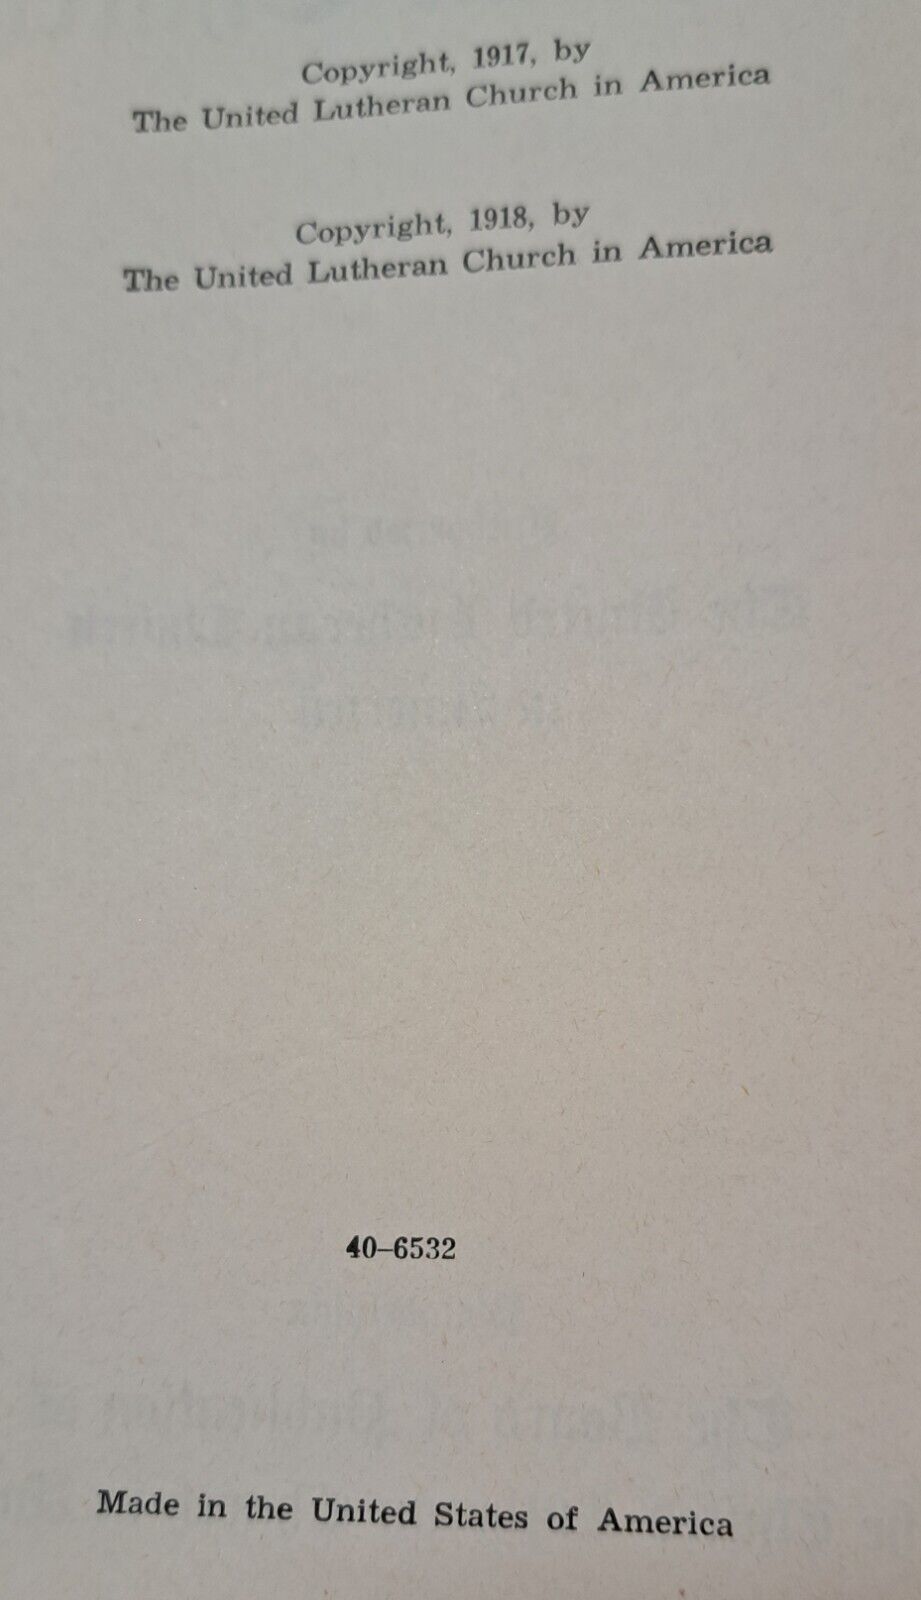 Copyright, 1917, by
The United Lutheran Church in America
Copyright, 1918, by
The United Lutheran Church in America
40–6532
Made in the United States of America